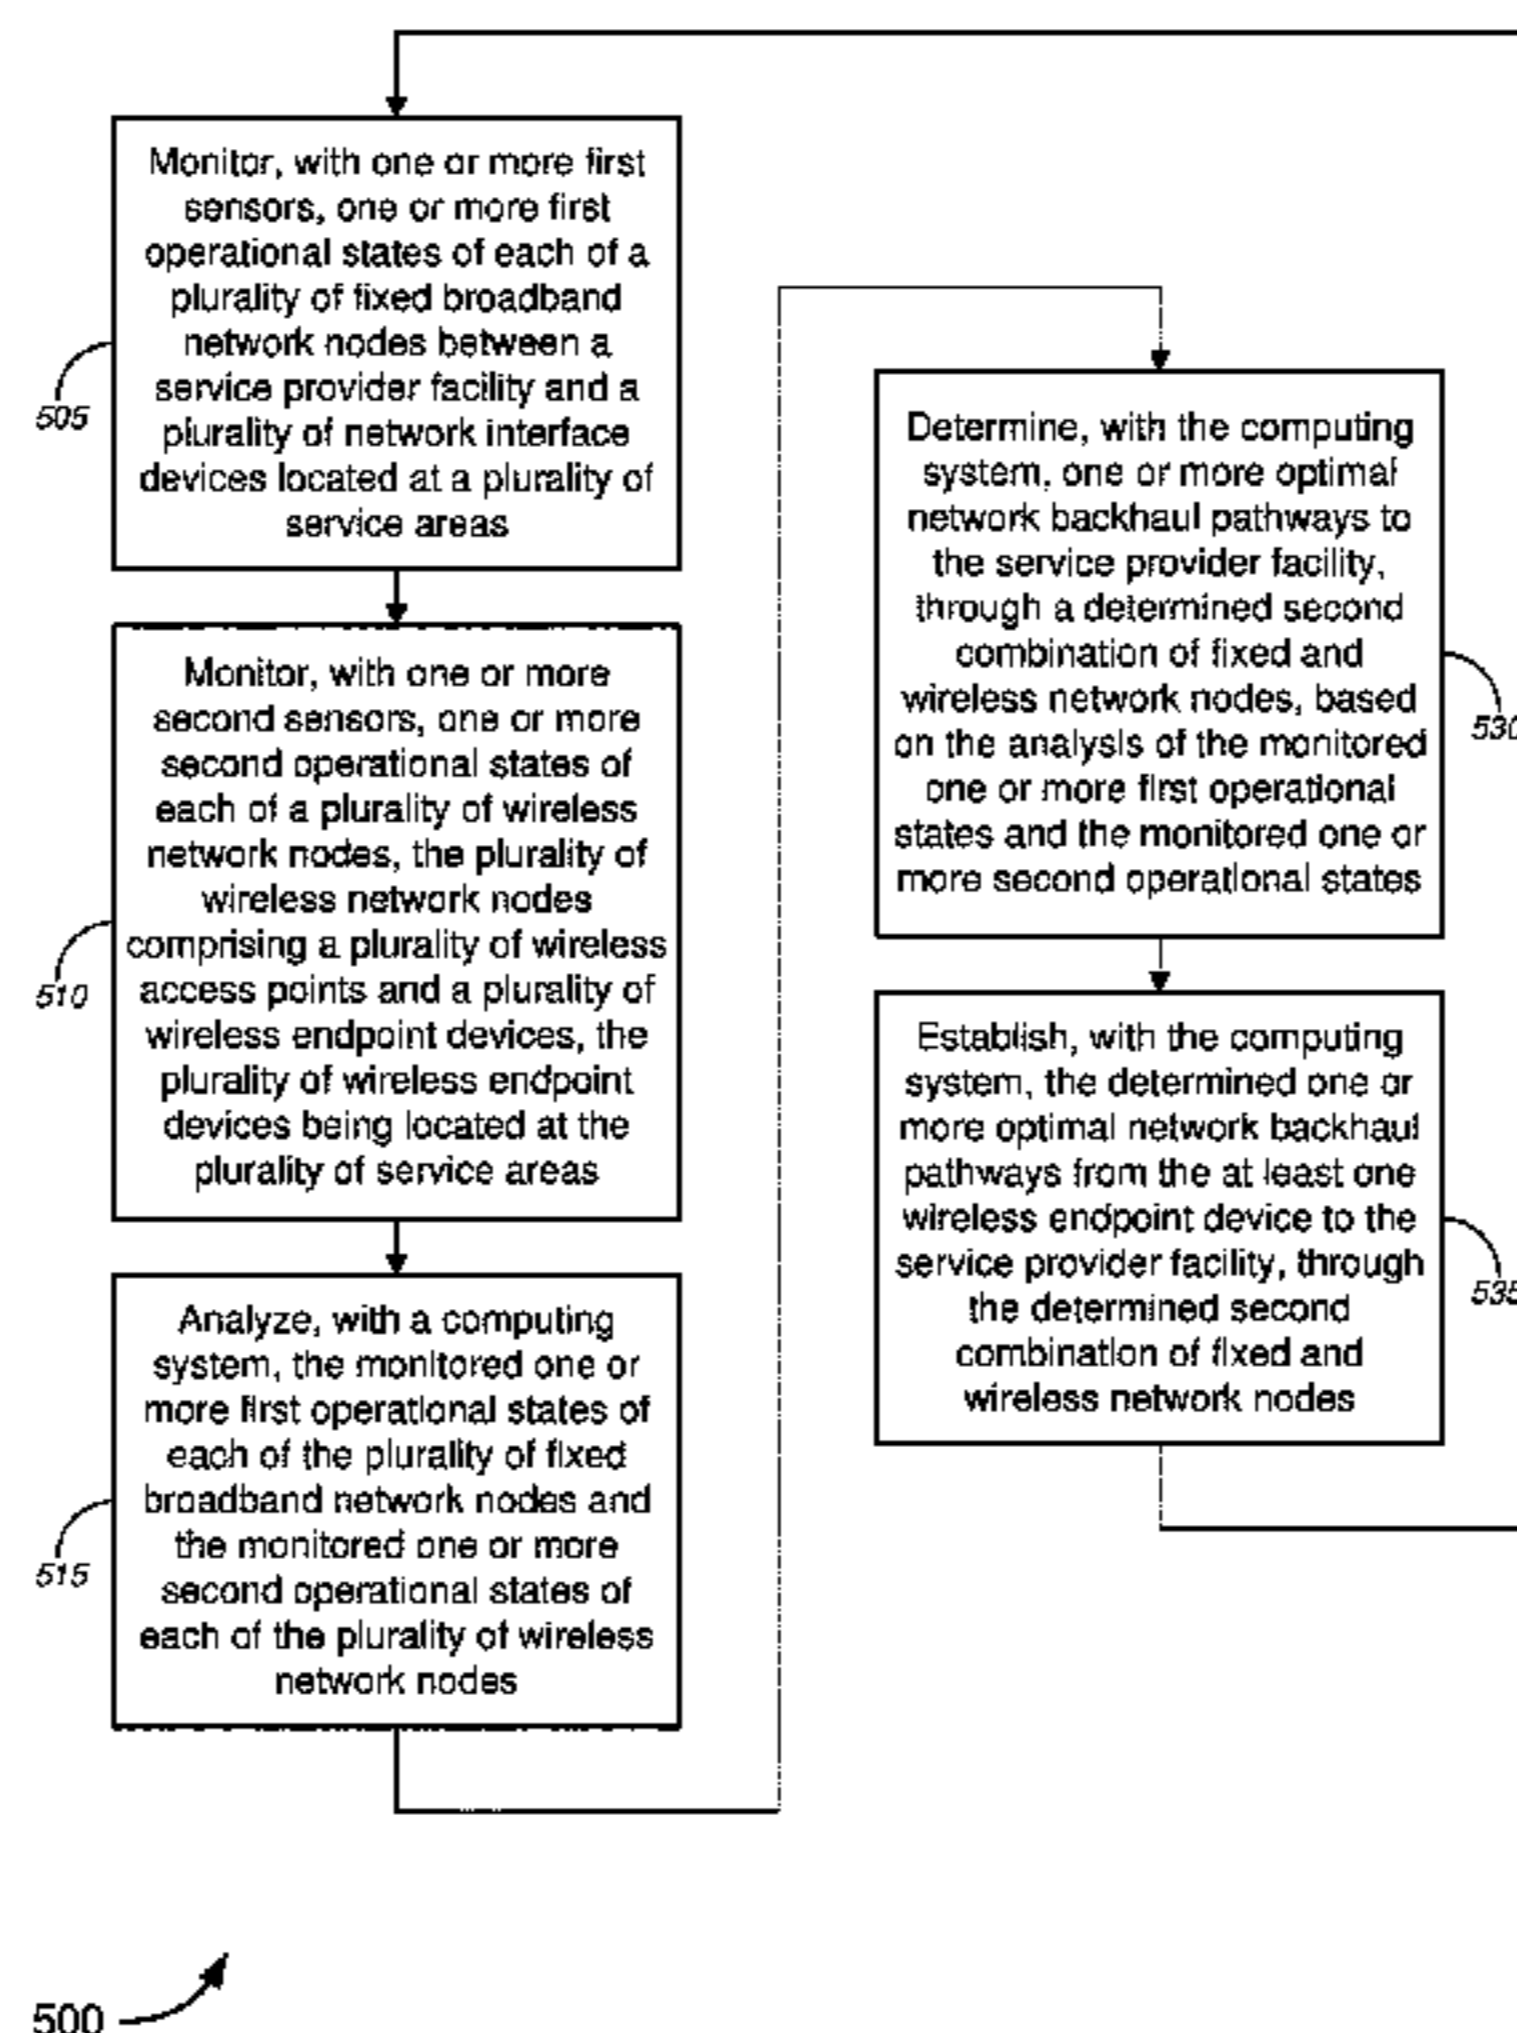 Monitor, with one or more first
sensors, one or more first
operational states of each of a
plurality of fixed broadband
network nodes between a
service provider facility and a
plurality of network interface
devices located at a plurality of
service areas
505
Monitor, with one or more
second sensors, one or more
second operational states of
each of a plurality of wireless
network nodes, the plurality of
wireless network nodes
comprising a plurality of wireless
access points and a plurality of
wireless endpoint devices, the
plurality of wireless endpoint
devices being located at the
plurality of service areas
510
Analyze, with a computing
system, the monitored one or
more first operational states of
each of the plurality of fixed
broadband network nodes and
the monitored one or more
second operational states of
each of the plurality of wireless
network nodes
515
Determine, with the computing
system, one or more optimal
network backhaul pathways to
the service provider facility,
through a determined second
combination of fixed and
wireless network nodes, based
on the analysis of the monitored
one or more first operational
states and the monitored one or
more second operational states
530
Establish, with the computing
system, the determined one or
more optimal network backhaul
pathways from the at least one
wireless endpoint device to the
service provider facility, through
the determined second
combination of fixed and
wireless network nodes
535
500